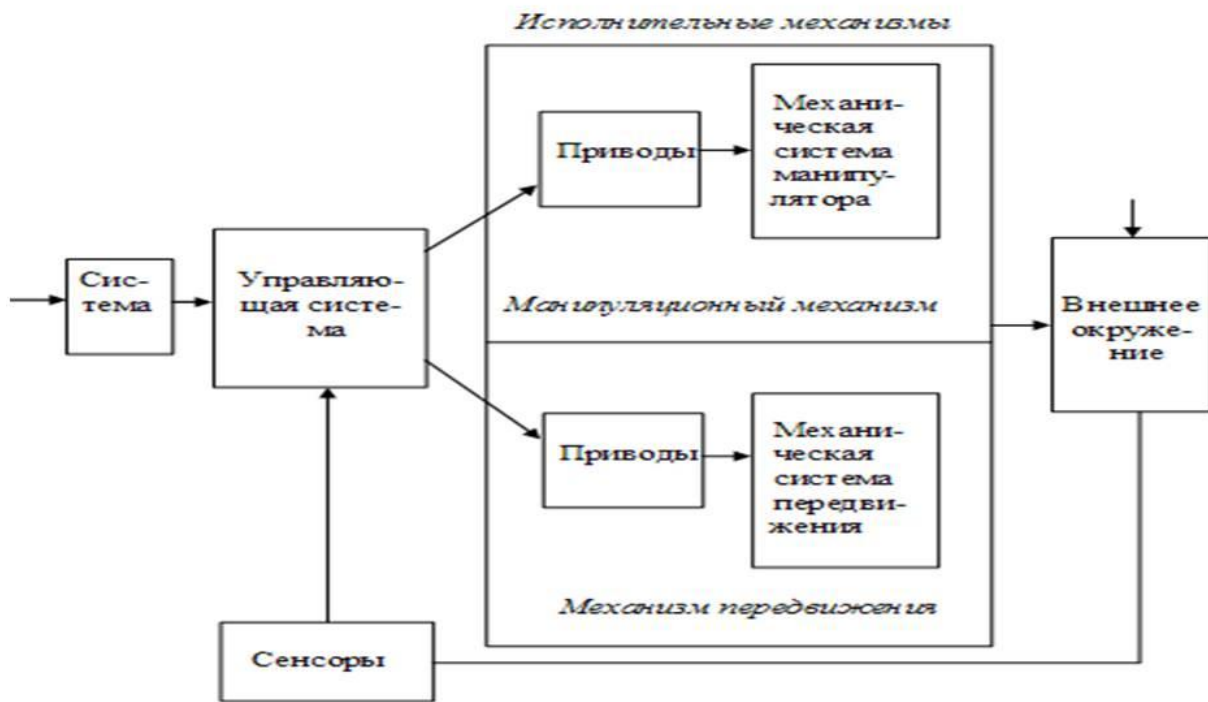 Исполнительные механизмы
Механи-
ческая
система
манипу-
лятора
Приводы
Сис-
тема
Управляю-
щая систе-
ма
Манипуляционный механизм
Внешнее
окруже-
ние
Приводы
Механи-
ческая
система
передви-
жения
Механизм передвижения
Сенсоры